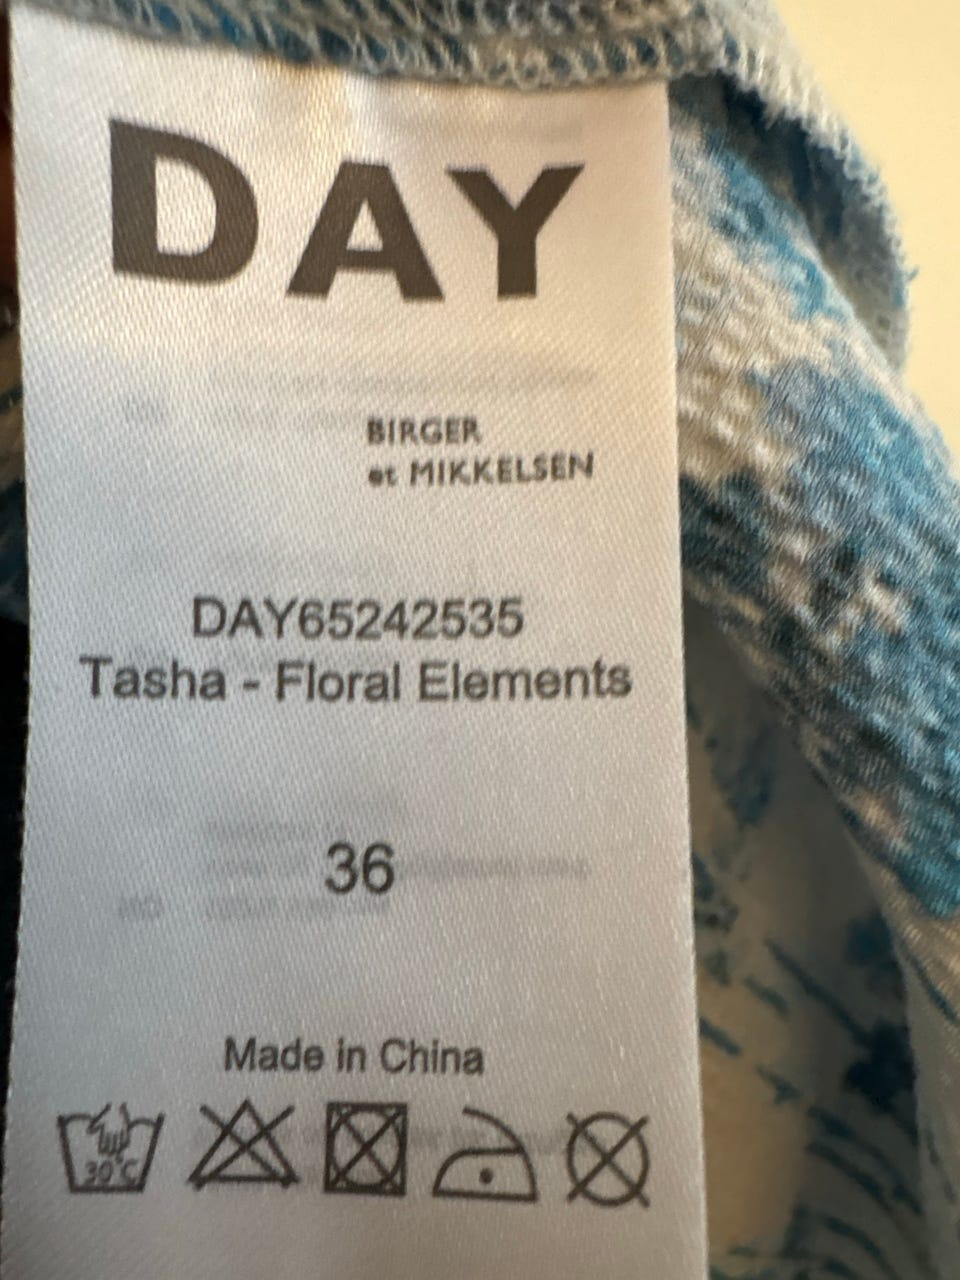 DAY
BIRGER
et MIKKELSEN
DAY65242535
Tasha - Floral Elements
36
Made in China
30°C